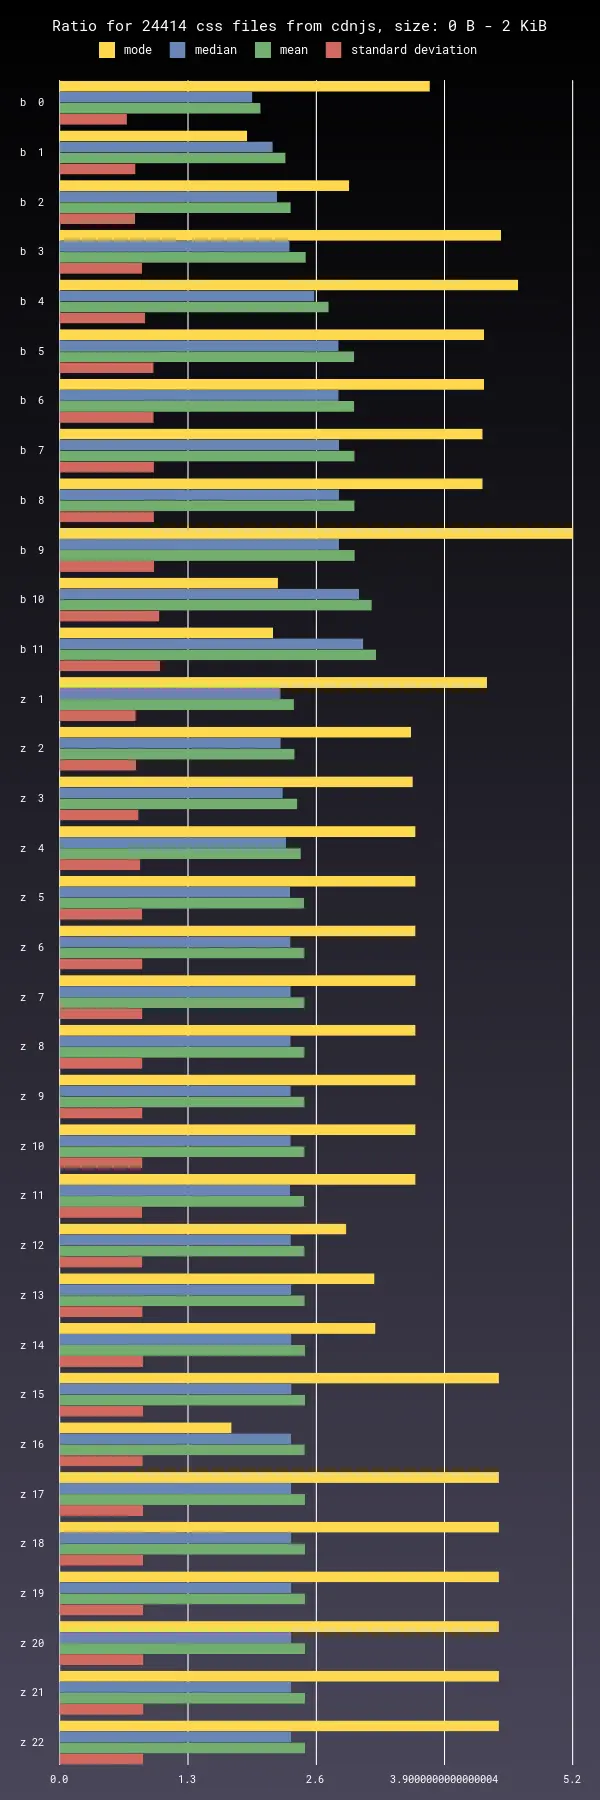 Ratio for 24414 css files from cdnjs, size: 0 B - 2 KiB
mode median mean standard deviation
b 0
b 1
b 2
b 3
b 4
b 5
b 6
b 7
b 8
b 9
b 10
b 11
z 1
z 2
z 3
z 4
z 5
z 6
z 7
z 8
z 9
z 10
z 11
z 12
z 13
z 14
z 15
z 16
z 17
z 18
z 19
z 20
z 21
z 22
0.0 1.3 2.6 3.9000000000000004 5.2